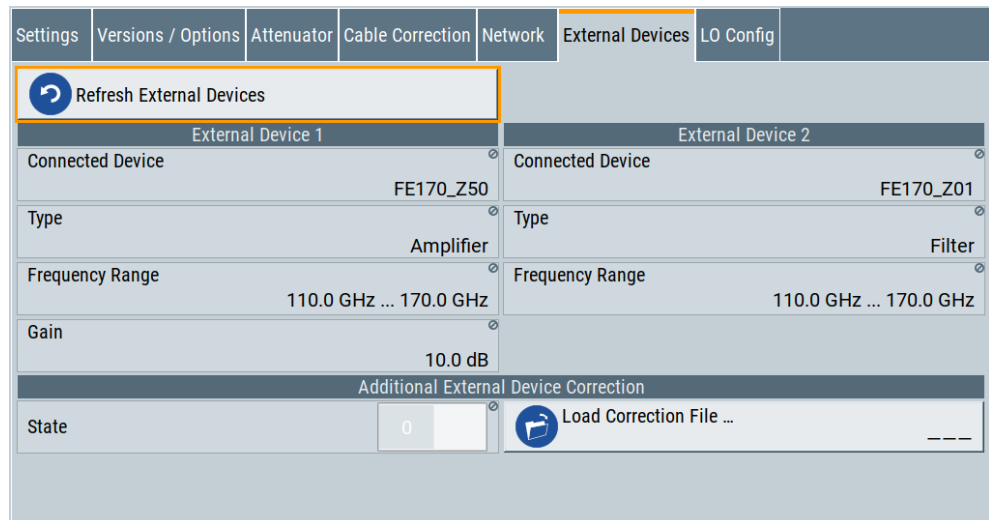 Settings Versions / Options Attenuator Cable Correction Network External Devices LO Config
Refresh External Devices
External Device 1
Connected Device
FE170_Z50
Type
Amplifier
Frequency Range
110.0 GHz ... 170.0 GHz
Gain
10.0 dB
External Device 2
Connected Device
FE170_Z01
Type
Filter
Frequency Range
110.0 GHz ... 170.0 GHz
Additional External Device Correction
State
0
Load Correction File ...
___